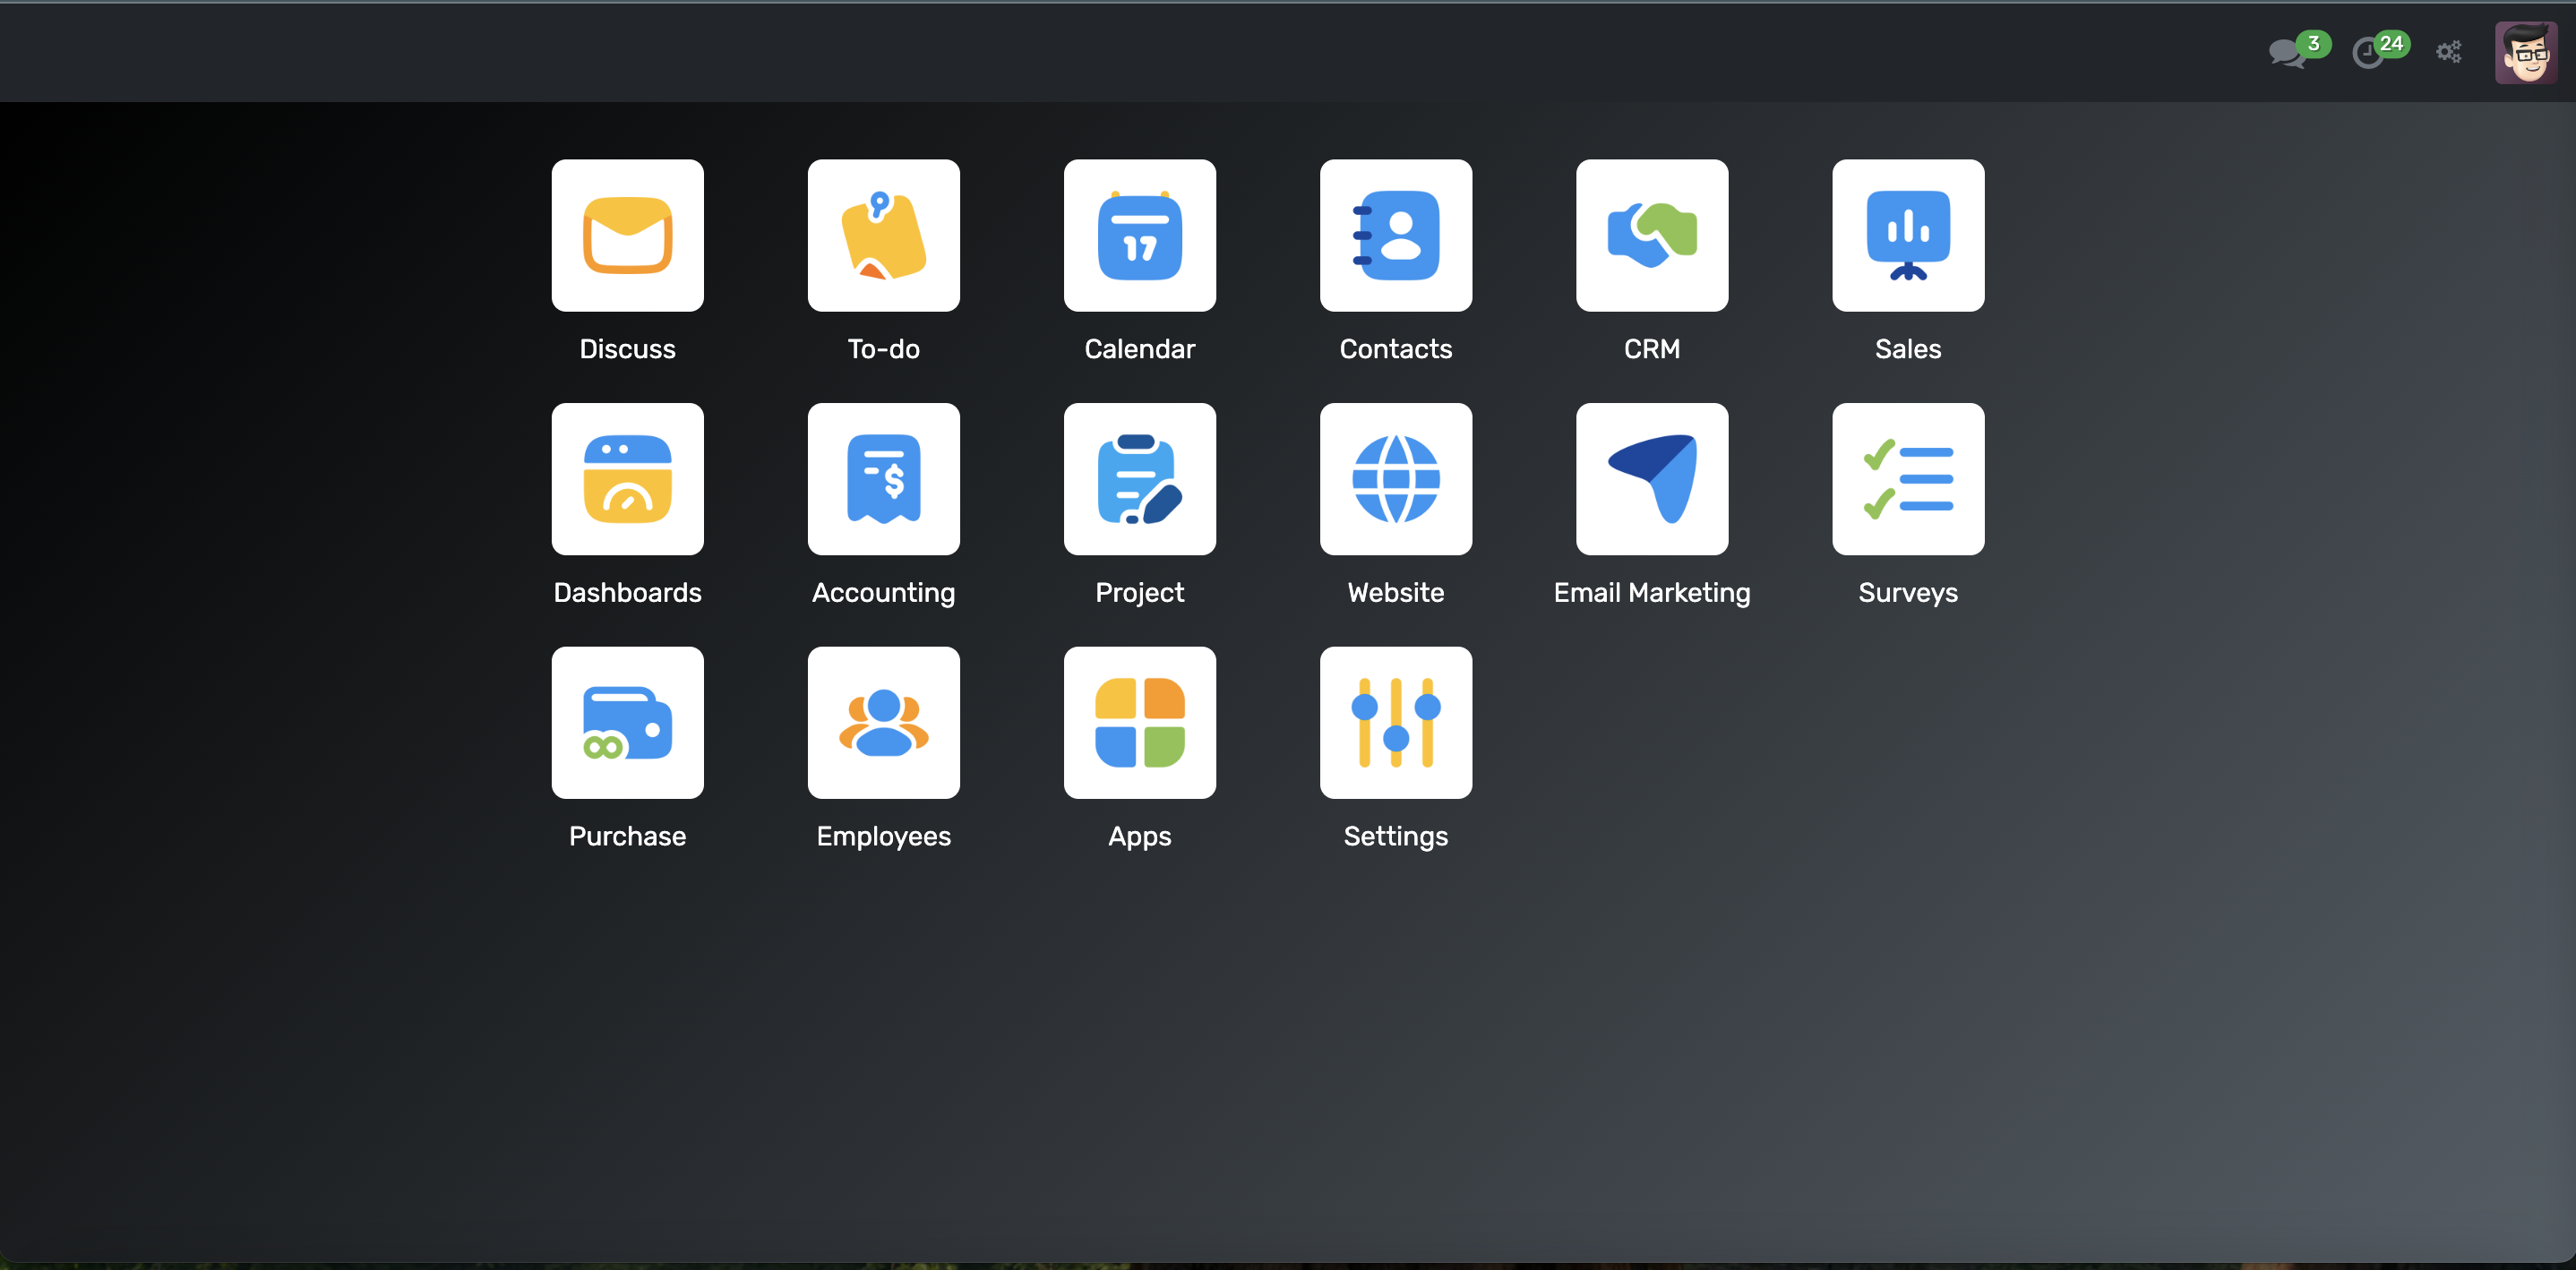 3 24
17
Discuss To-do Calendar Contacts CRM Sales
$
Dashboards Accounting Project Website Email Marketing Surveys
Purchase Employees Apps Settings